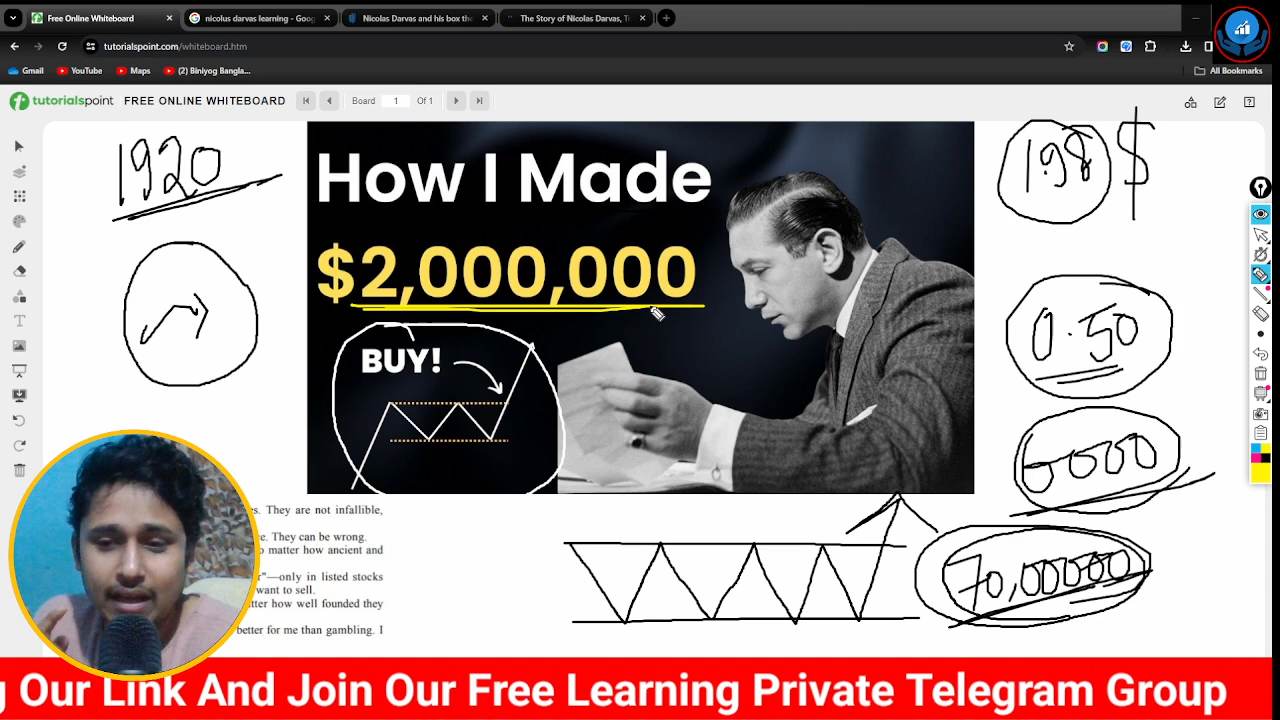 Free Online Whiteboard
nicolus darvas learning - Goog
Nicolas Darvas and his box the
The Story of Nicolas Darvas, Tr
tutorialspoint.com/whiteboard.htm
Gmail
YouTube
Maps
(2) Biniyog Bangla...
All Bookmarks
tutorialspoint
FREE ONLINE WHITEBOARD
Board
1
Of 1
1920
How I Made
$2,000,000
BUY!
198 $
0.50
6000
70,00000
es. They are not infallible,
ce. They can be wrong.
o matter how ancient and
r"—only in listed stocks
want to sell.
tter how well founded they
better for me than gambling. I
g Our Link And Join Our Free Learning Private Telegram Group